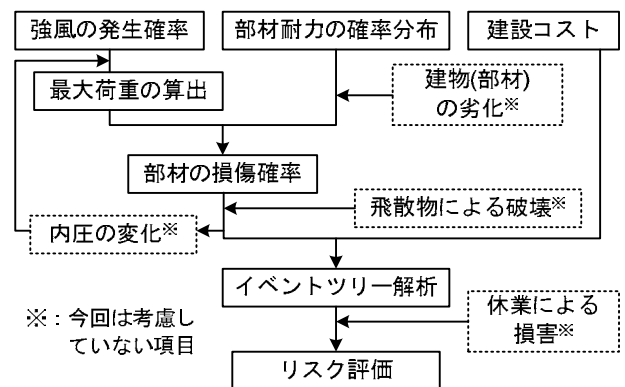 強風の発生確率
部材耐力の確率分布
建設コスト
最大荷重の算出
建物(部材)
の劣化※
部材の損傷確率
飛散物による破壊※
内圧の変化※
イベントツリー解析
※：今回は考慮し
ていない項目
休業による
損害※
リスク評価